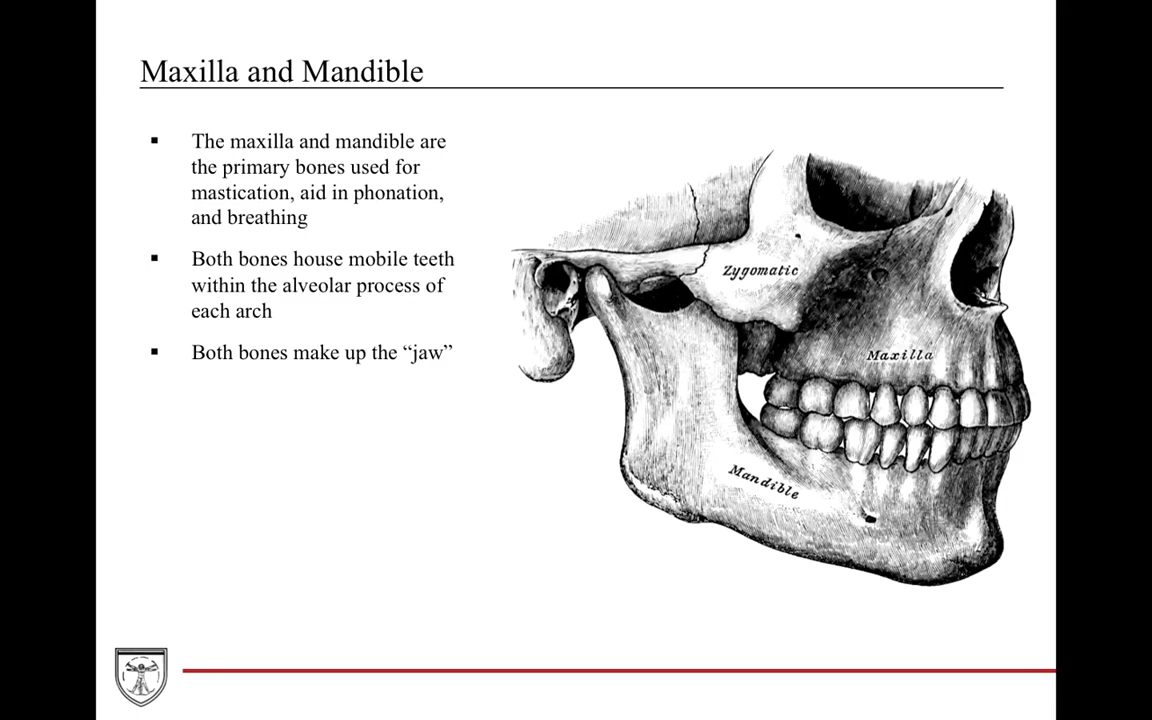 Maxilla and Mandible
▪ The maxilla and mandible are
the primary bones used for
mastication, aid in phonation,
and breathing
▪ Both bones house mobile teeth
within the alveolar process of
each arch
▪ Both bones make up the “jaw”
Zygomatic
Maxilla
Mandible